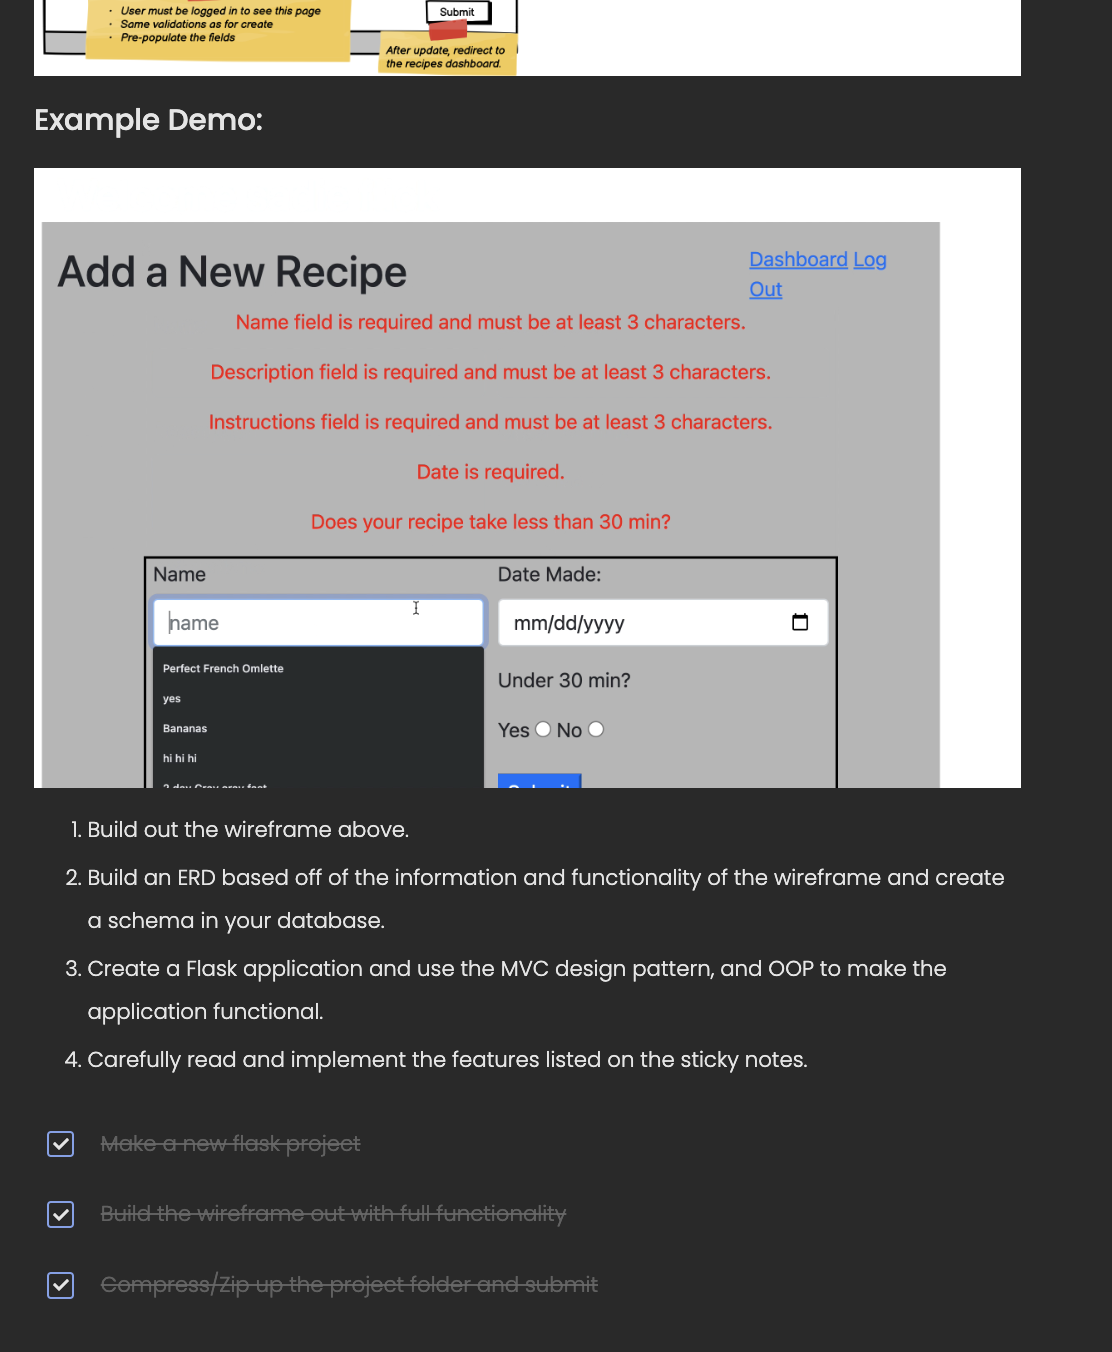 · User must be logged in to see this page
· Same validations as for create
· Pre-populate the fields
Submit
After update, redirect to
the recipes dashboard.
Example Demo:
Add a New Recipe
Dashboard Log
Out
Name field is required and must be at least 3 characters.
Description field is required and must be at least 3 characters.
Instructions field is required and must be at least 3 characters.
Date is required.
Does your recipe take less than 30 min?
Name
Date Made:
name
mm/dd/yyyy
Perfect French Omlette
yes
Bananas
hi hi hi
Under 30 min?
Yes No
Submit
1. Build out the wireframe above.
2. Build an ERD based off of the information and functionality of the wireframe and create
a schema in your database.
3. Create a Flask application and use the MVC design pattern, and OOP to make the
application functional.
4. Carefully read and implement the features listed on the sticky notes.
Make a new flask project
Build the wireframe out with full functionality
Compress/Zip up the project folder and submit